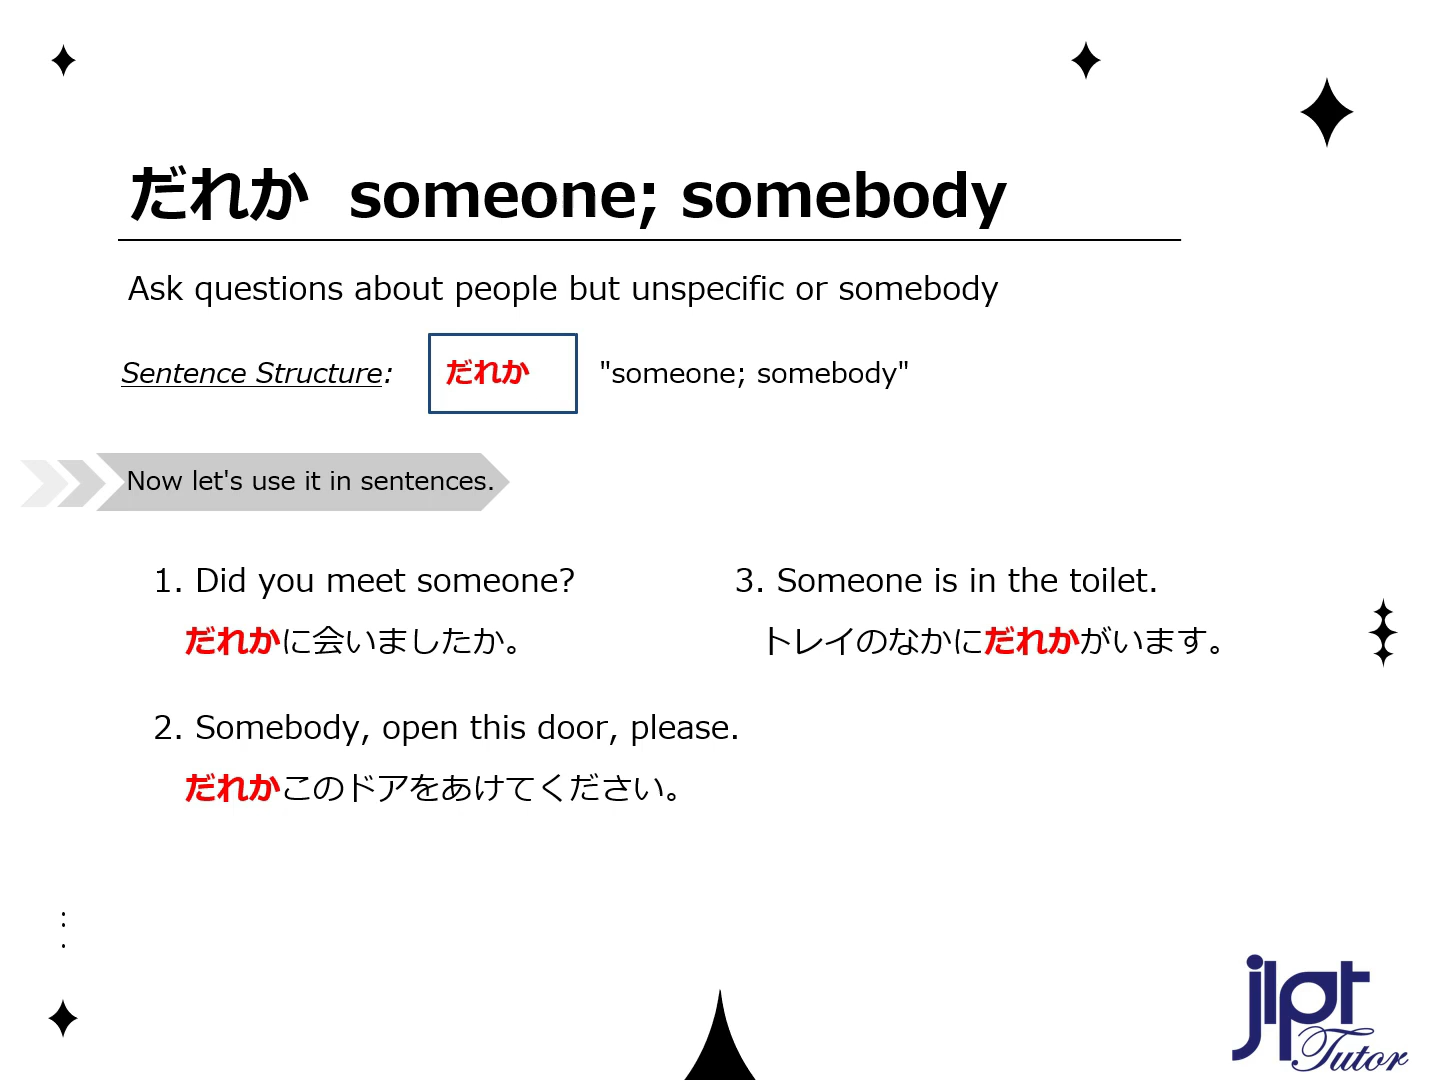 だれか someone; somebody
Ask questions about people but unspecific or somebody
Sentence Structure: だれか "someone; somebody"
Now let's use it in sentences.
1. Did you meet someone?
だれかに会いましたか。
2. Somebody, open this door, please.
だれかこのドアをあけてください。
3. Someone is in the toilet.
トレイのなかにだれかがいます。
jlpt
Tutor